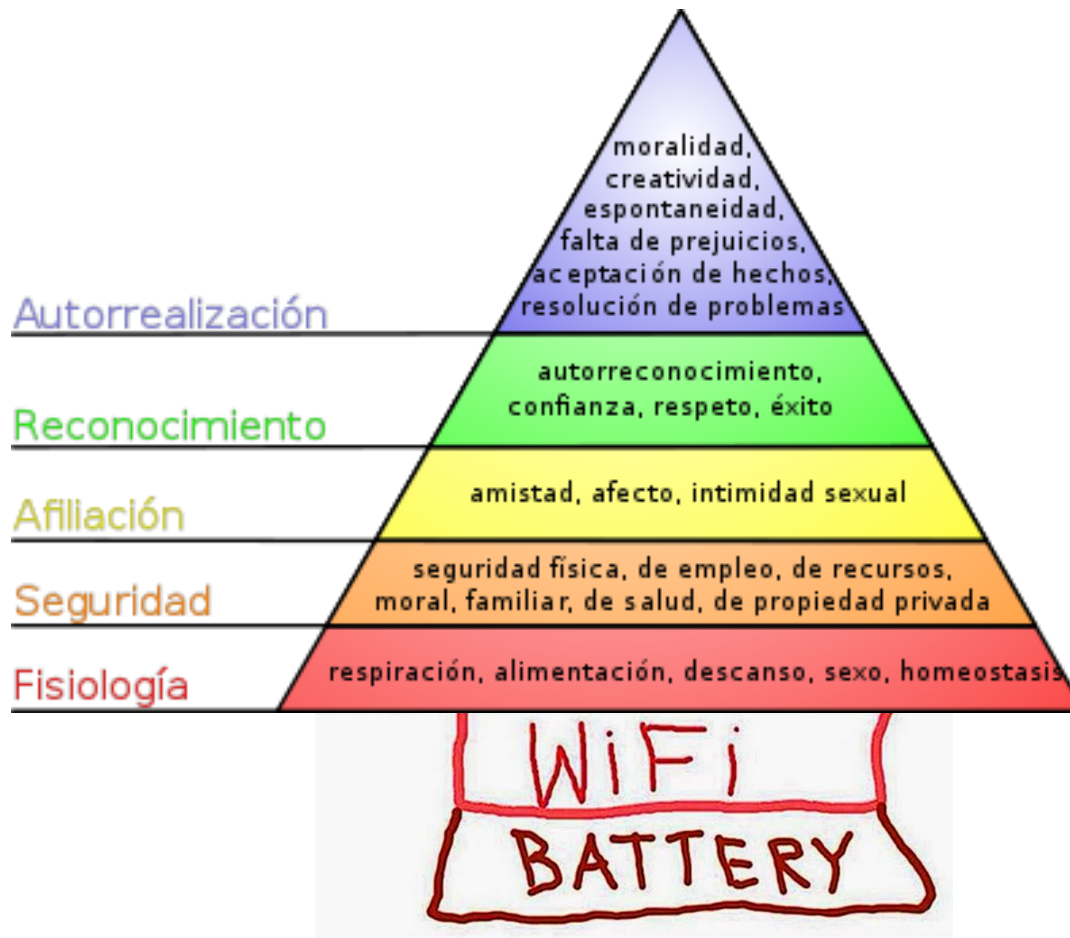 moralidad,
creatividad,
espontaneidad,
falta de prejuicios,
aceptación de hechos,
resolución de problemas
Autorrealización
autorreconocimiento,
confianza, respeto, éxito
Reconocimiento
amistad, afecto, intimidad sexual
Afiliación
seguridad física, de empleo, de recursos,
moral, familiar, de salud, de propiedad privada
Seguridad
respiración, alimentación, descanso, sexo, homeostasis
Fisiología
WiFi
BATTERY